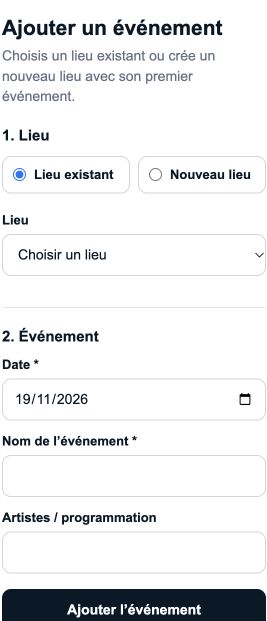 Ajouter un événement
Choisis un lieu existant ou crée un
nouveau lieu avec son premier
événement.
1. Lieu
Lieu existant
Nouveau lieu
Lieu
Choisir un lieu
2. Événement
Date *
19/11/2026
Nom de l’événement *
Artistes / programmation
Ajouter l’événement